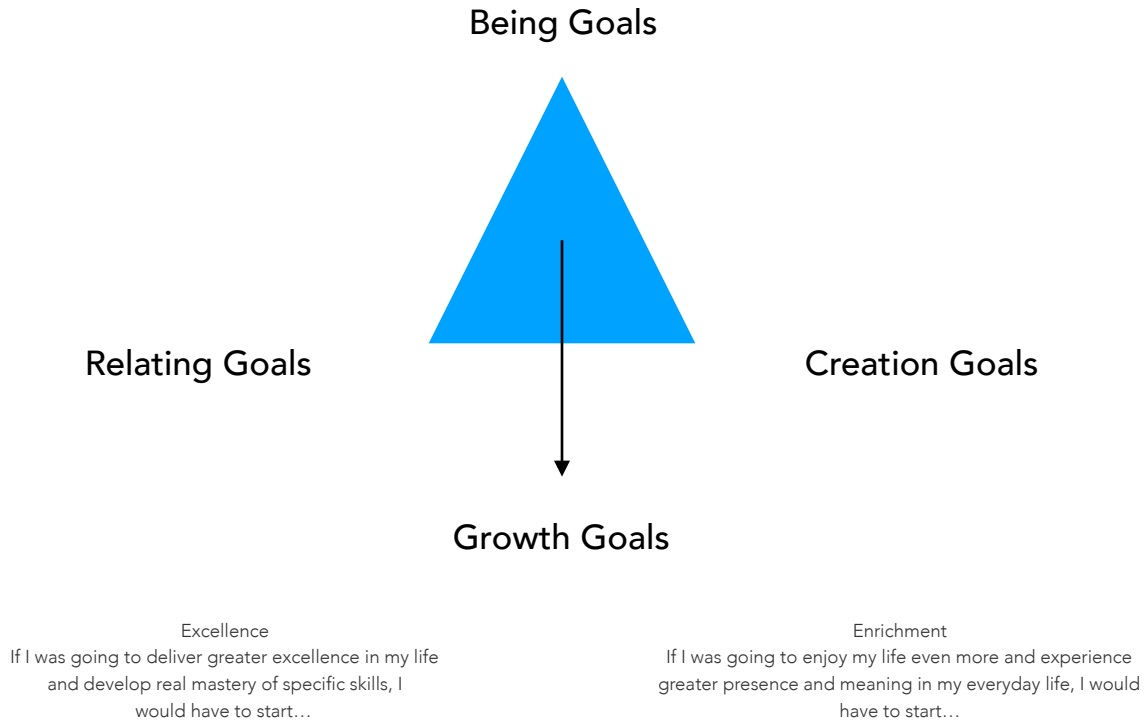 Being Goals
Relating Goals
Creation Goals
Growth Goals
Excellence
If I was going to deliver greater excellence in my life
and develop real mastery of specific skills, I
would have to start…
Enrichment
If I was going to enjoy my life even more and experience
greater presence and meaning in my everyday life, I would
have to start…